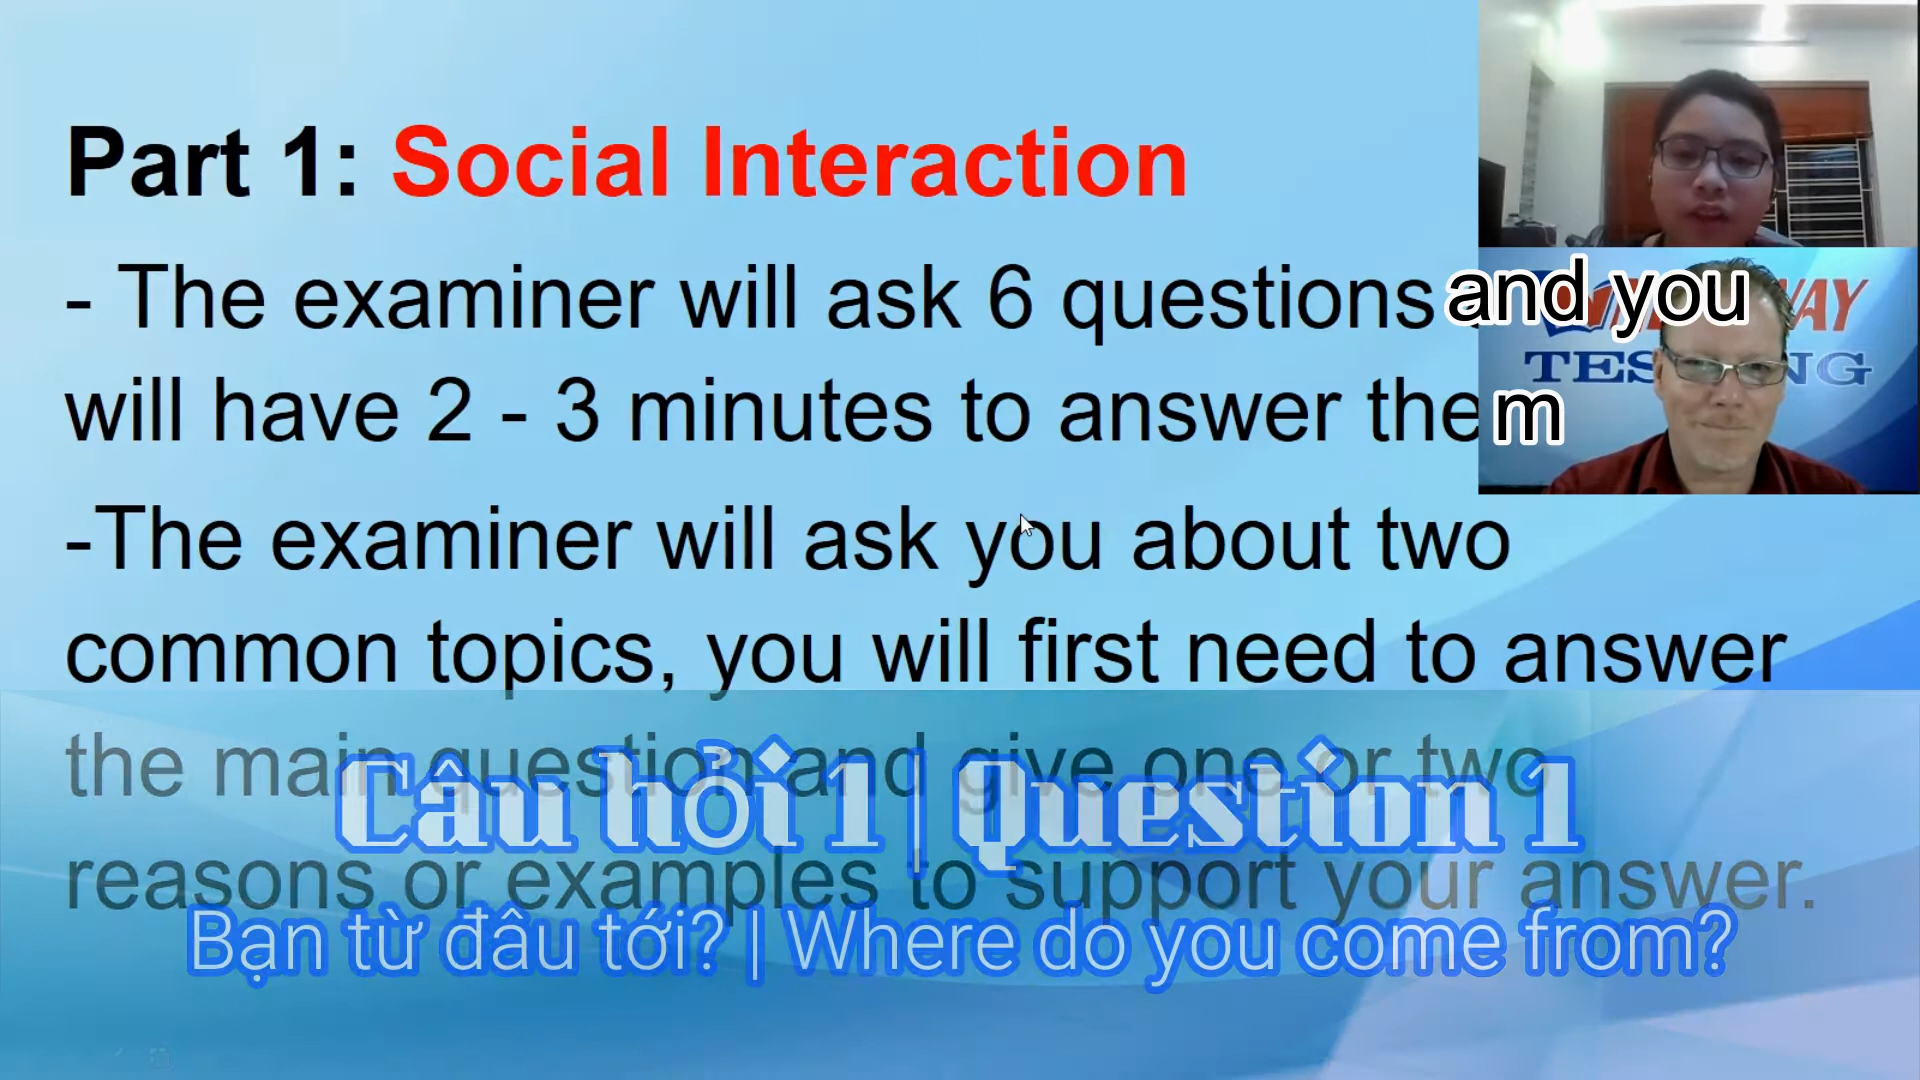 Part 1: Social Interaction
- The examiner will ask 6 questions and you
will have 2 - 3 minutes to answer them
-The examiner will ask you about two
common topics, you will first need to answer
the main question and give one or two
reasons or examples to support your answer.
Câu hỏi 1 | Question 1
Bạn từ đâu tới? | Where do you come from?
WAY
TESTING